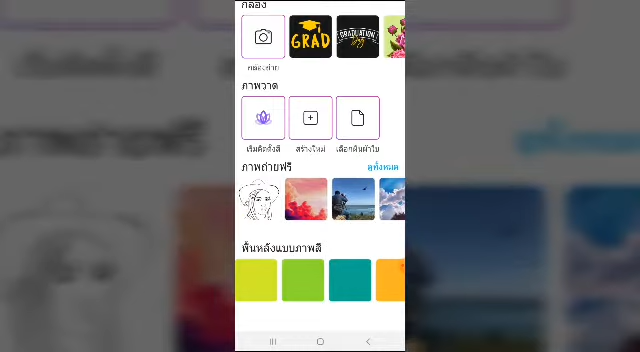 กล้อง
GRAD
GRADUATION
กล้องถ่าย
ภาพวาด
เริ่มติดตั้งสี
สร้างใหม่
เลือกผืนผ้าใบ
ภาพถ่ายฟรี
ดูทั้งหมด
พื้นหลังแบบภาพสี